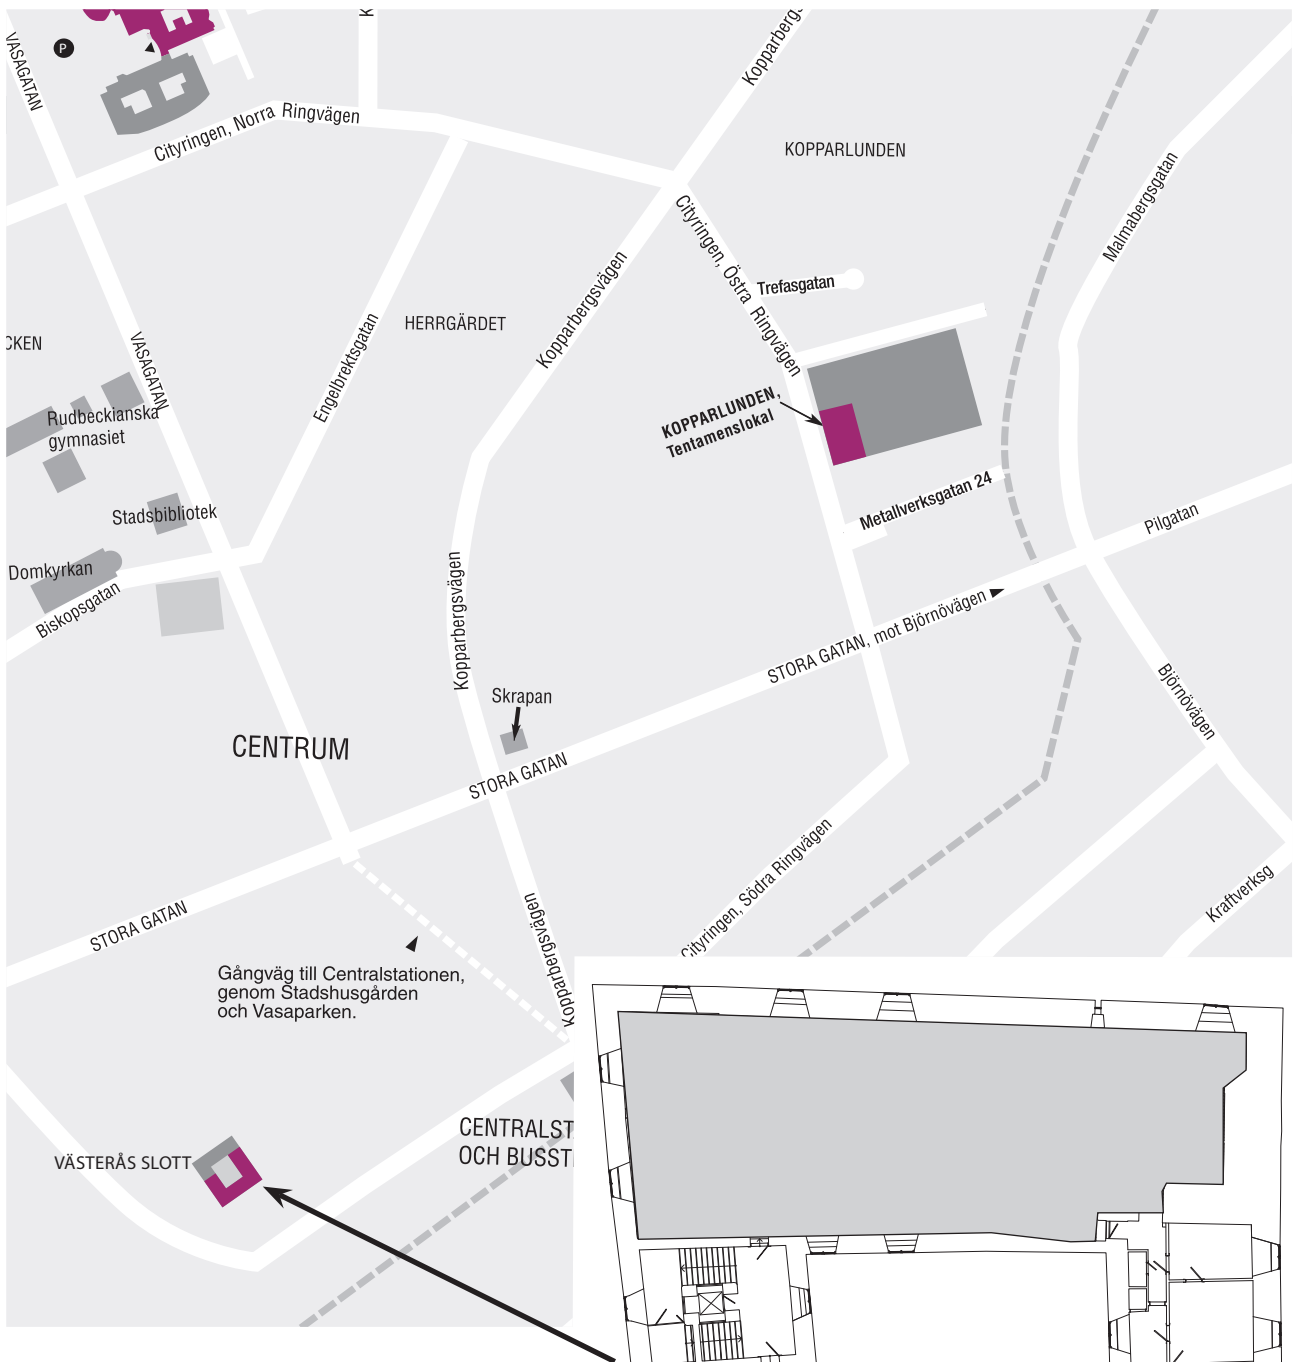 VASAGATAN
P
K
Kopparbergs
Cityringen, Norra Ringvägen
KOPPARLUNDEN
Malmabergsgatan
Cityringen, Östra Ringvägen
Trefasgatan
Kopparbergsvägen
HERRGÄRDET
Engelbrektsgatan
CKEN
VASAGATAN
Rudbeckianska
gymnasiet
KOPPARLUNDEN,
Tentamenslokal
Metallverksgatan 24
Pilgatan
Stadsbibliotek
Domkyrkan
Biskopsgatan
Kopparbergsvägen
STORA GATAN, mot Björnövägen
Björnövägen
Skrapan
CENTRUM
STORA GATAN
Cityringen, Södra Ringvägen
Kraftverksg
STORA GATAN
Kopparbergsvägen
Gångväg till Centralstationen,
genom Stadshusgården
och Vasaparken.
CENTRALST
OCH BUSST
VÄSTERÅS SLOTT